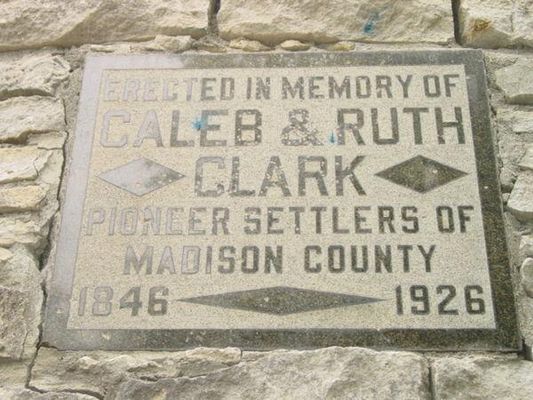 ERECTED IN MEMORY OF
CALEB & RUTH
CLARK
PIONEER SETTLERS OF
MADISON COUNTY
1846 1926